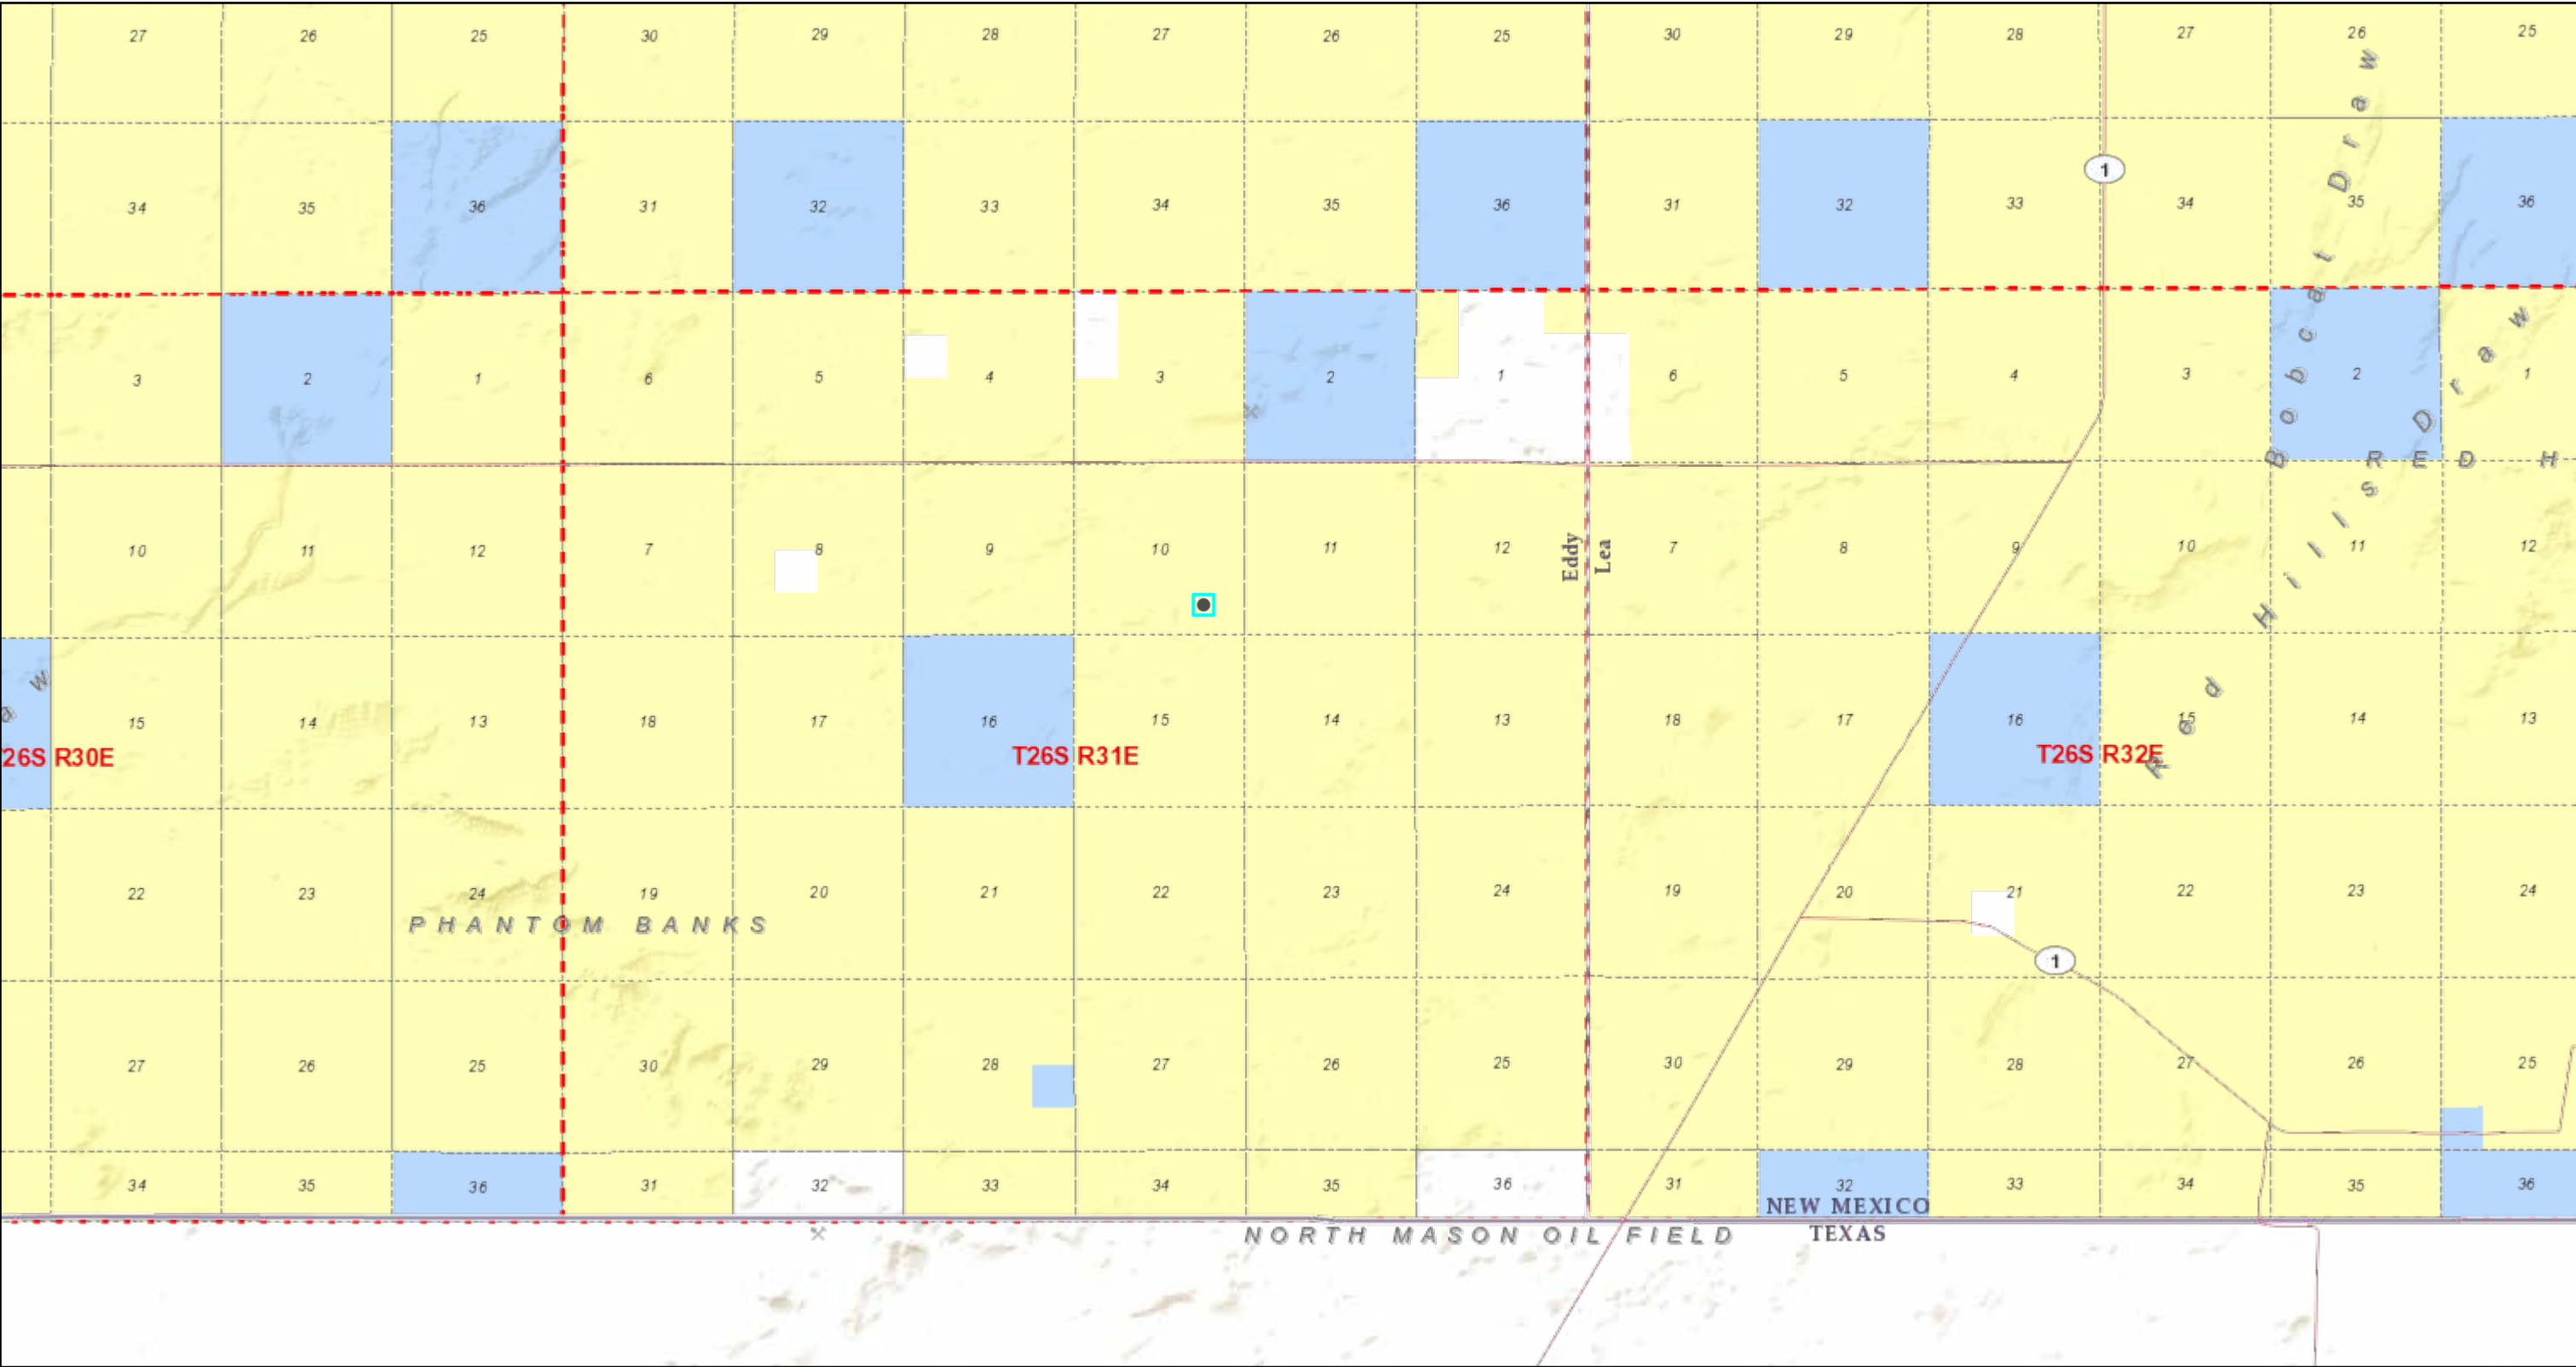 27 26 25 30 29 28 27 26 25 30 29 28 27 26 25
1
34 35 36 31 32 33 34 35 36 31 32 33 34 35 36
Bobcat Draw
3 2 1 6 5 4 3 2 1 6 5 4 3 2 1
RED H
10 11 12 7 8 9 10 11 12 7 8 9 10 11 12
Eddy
Lea
Red Hills Draw
a w
15 14 13 18 17 16 15 14 13 18 17 16 15 14 13
26S R30E T26S R31E T26S R32E
22 23 24 19 20 21 22 23 24 19 20 21 22 23 24
PHANTOM BANKS
1
27 26 25 30 29 28 27 26 25 30 29 28 27 26 25
34 35 36 31 32 33 34 35 36 31 32 33 34 35 36
NEW MEXICO
TEXAS
NORTH MASON OIL FIELD